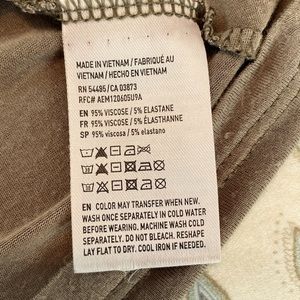 MADE IN VIETNAM / FABRIQUÉ AU
VIETNAM / HECHO EN VIETNAM
RN 54485/CA 03873
RFC# AEM120605U9A
EN 95% VISCOSE / 5% ELASTANE
FR 95% VISCOSE / 5% ÉLASTHANNE
SP 95% viscosa / 5% elastano
EN COLOR MAY TRANSFER WHEN NEW.
WASH ONCE SEPARATELY IN COLD WATER
BEFORE WEARING. MACHINE WASH COLD
SEPARATELY. DO NOT BLEACH. RESHAPE
LAY FLAT TO DRY. COOL IRON IF NEEDED.